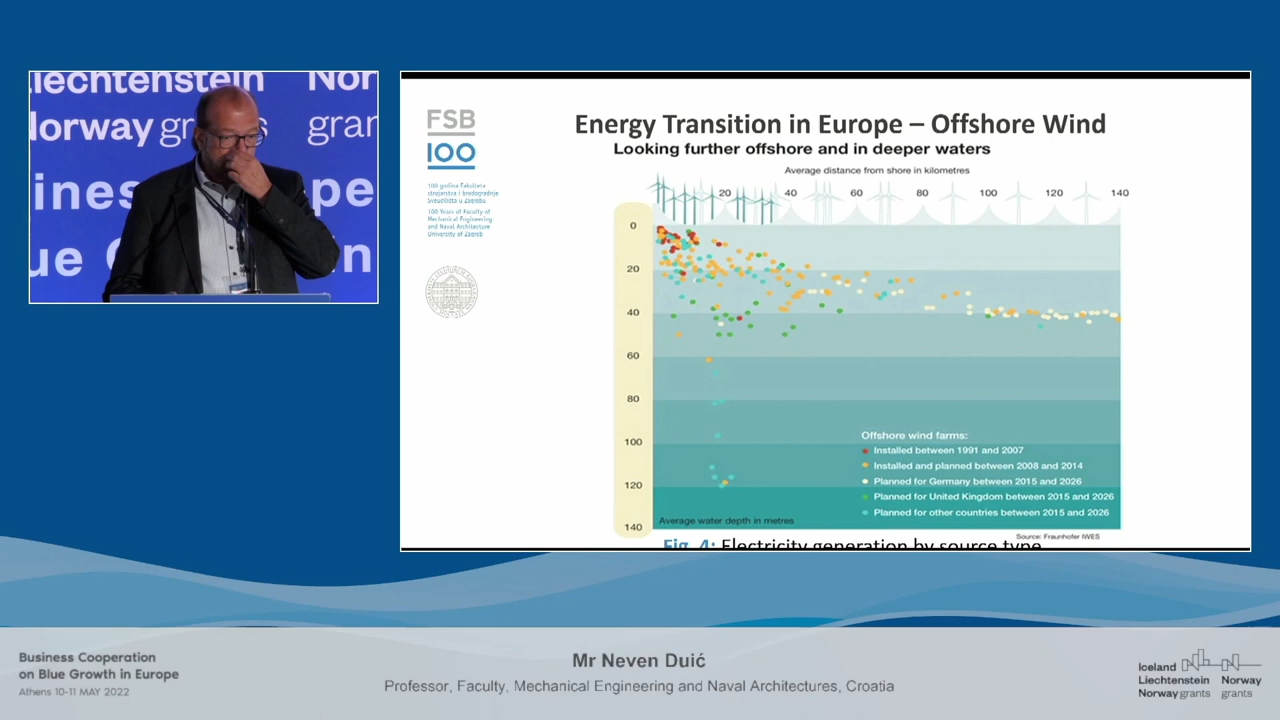 Liechtenstein Nor
Norway grants gran
ines pe
ue n
FSB
100
100 godina Fakulteta
strojarstva i brodogradnje
Sveučilišta u Zagrebu
100 Years of Faculty of
Mechanical Engineering
and Naval Architecture
University of Zagreb
Energy Transition in Europe – Offshore Wind
Looking further offshore and in deeper waters
Average distance from shore in kilometres
20 40 60 80 100 120 140
0
20
40
60
80
100
120
140
Offshore wind farms:
Installed between 1991 and 2007
Installed and planned between 2008 and 2014
Planned for Germany between 2015 and 2026
Planned for United Kingdom between 2015 and 2026
Planned for other countries between 2015 and 2026
Average water depth in metres
Source: Fraunhofer IWES
Fig. 4: Electricity generation by source type
Business Cooperation
on Blue Growth in Europe
Athens 10-11 MAY 2022
Mr Neven Duić
Professor, Faculty, Mechanical Engineering and Naval Architectures, Croatia
Iceland
Liechtenstein Norway
Norway grants grants